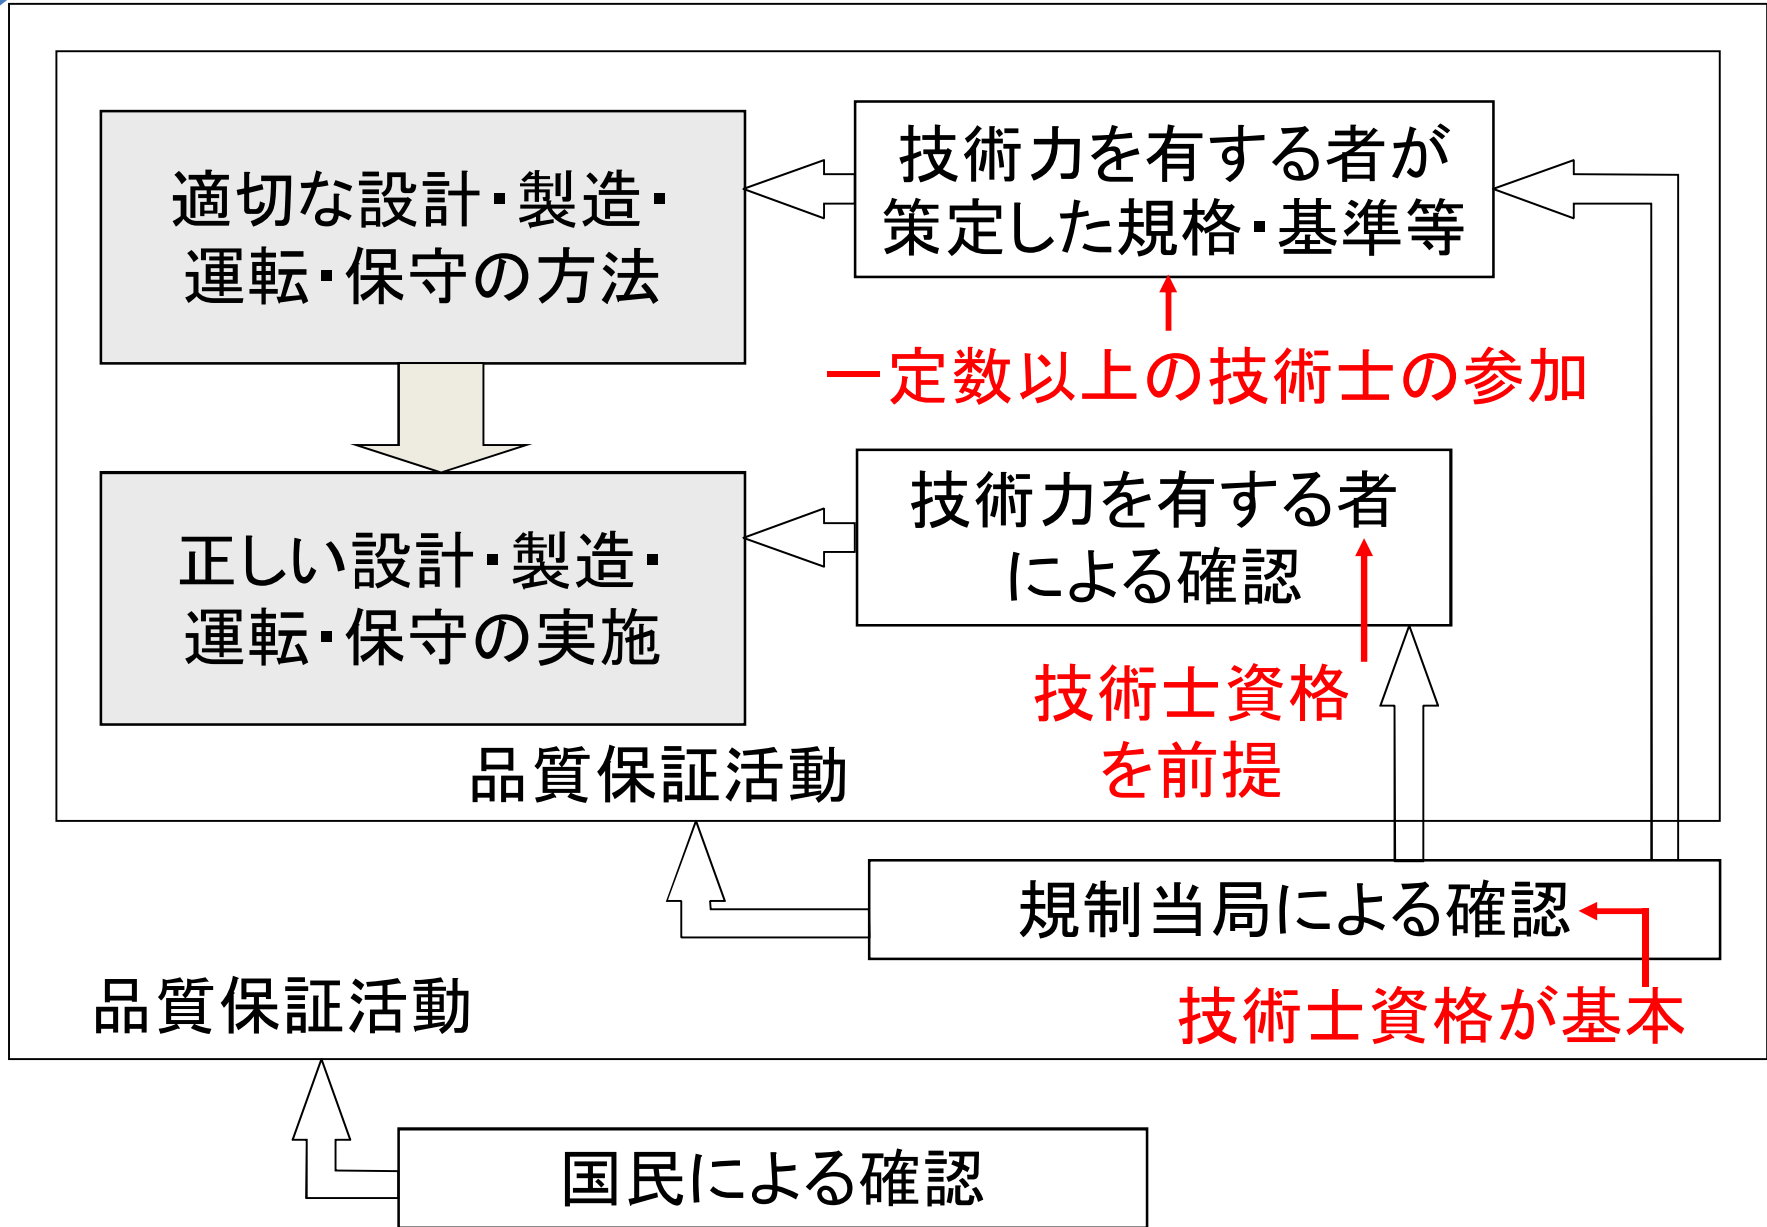 適切な設計・製造・
運転・保守の方法
技術力を有する者が
策定した規格・基準等
一定数以上の技術士の参加
正しい設計・製造・
運転・保守の実施
技術力を有する者
による確認
技術士資格
を前提
品質保証活動
規制当局による確認
技術士資格が基本
品質保証活動
国民による確認